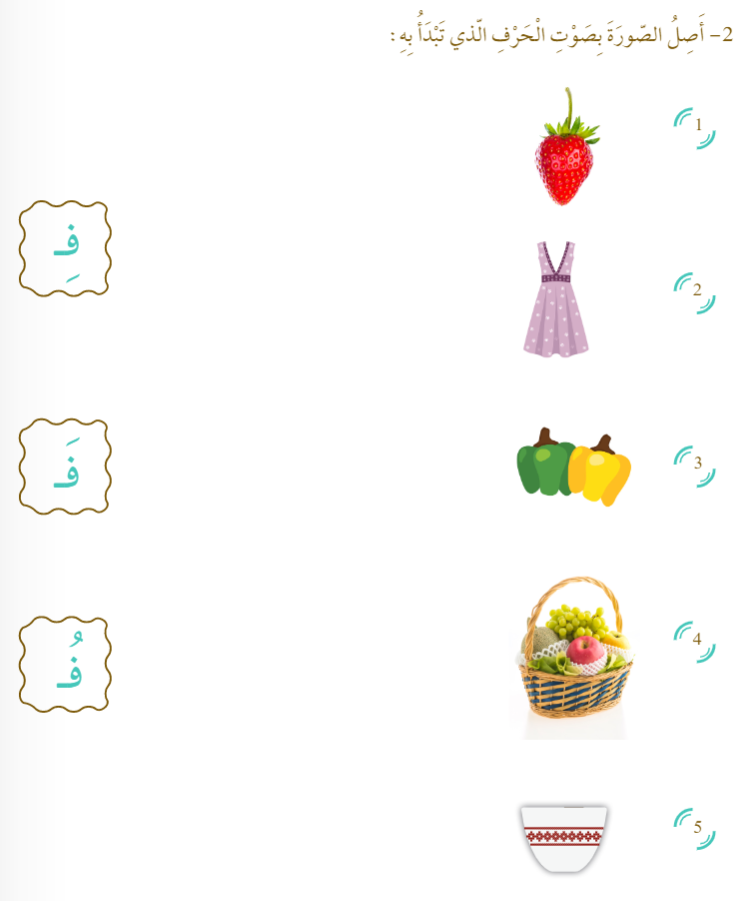 2- أَصِلُ الصّورَةَ بِصَوْتِ الْحَرْفِ الّذي تَبْدَأُ بِهِ :
1
2
فِـ
3
فَـ
4
فُـ
5